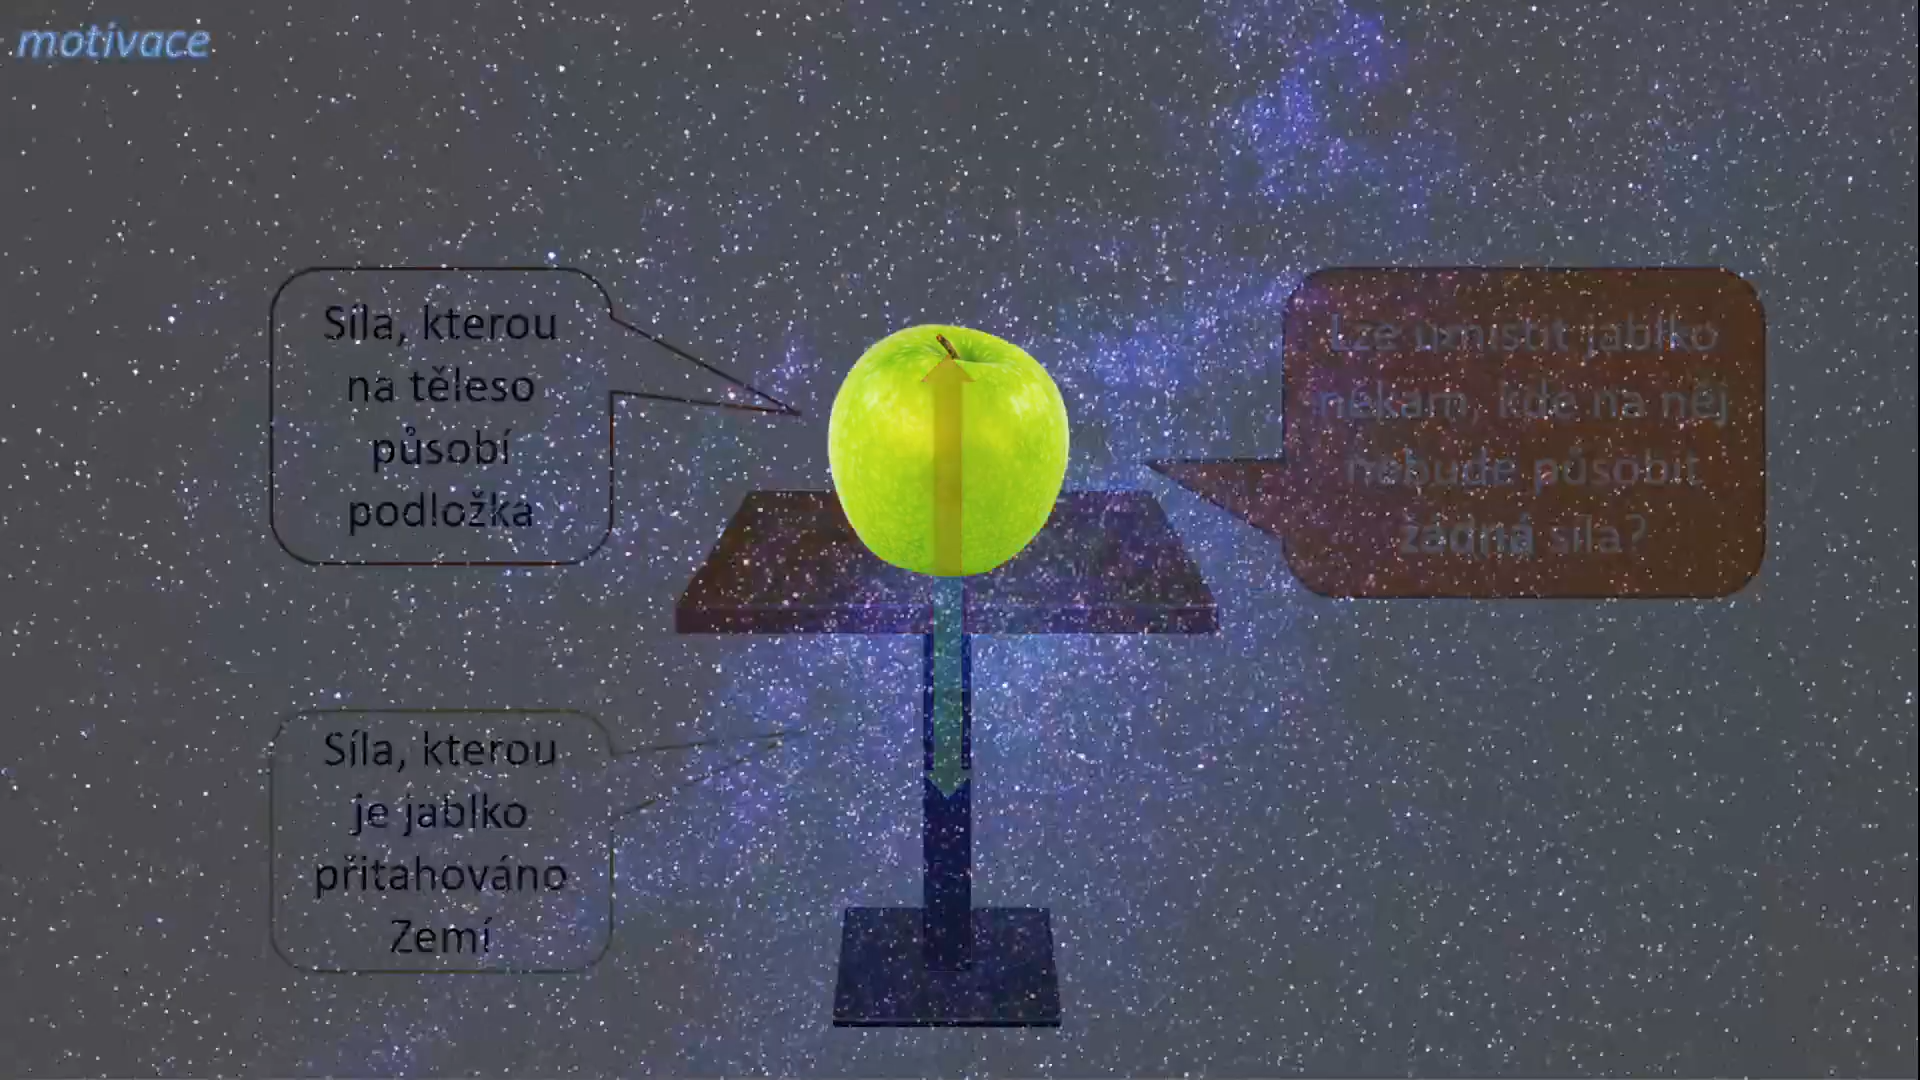 motivace
Síla, kterou
na těleso
působí
podložka
Lze umístit jablko
někam, kde na něj
nebude působit
žádná síla?
Síla, kterou
je jablko
přitahováno
Zemí